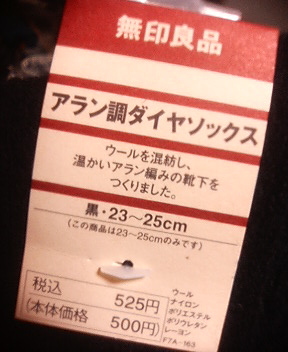 無印良品
アラン調ダイヤソックス
ウールを混紡し、
温かいアラン編みの靴下を
つくりました。
黒・23〜25cm
(この商品は23〜25cmのみです)
税込 525円
(本体価格 500円)
ウール
ナイロン
ポリエステル
ポリウレタン
レーヨン
F7A-163